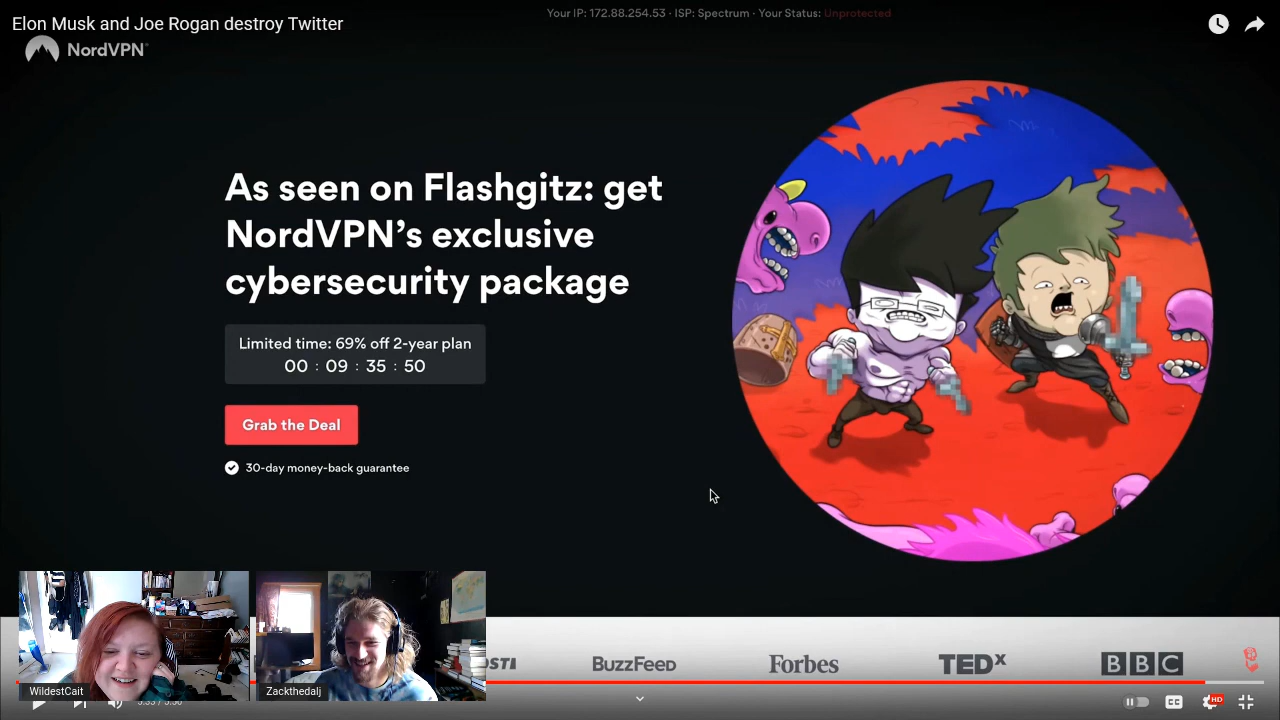 Your IP: 172.88.254.53 · ISP: Spectrum · Your Status: Unprotected
Elon Musk and Joe Rogan destroy Twitter
NordVPN®
As seen on Flashgitz: get
NordVPN’s exclusive
cybersecurity package
Limited time: 69% off 2-year plan
00 : 09 : 35 : 50
Grab the Deal
30-day money-back guarantee
BuzzFeed
Forbes
TEDx
BBC
WildestCait
Zackthedalj
CC
HD